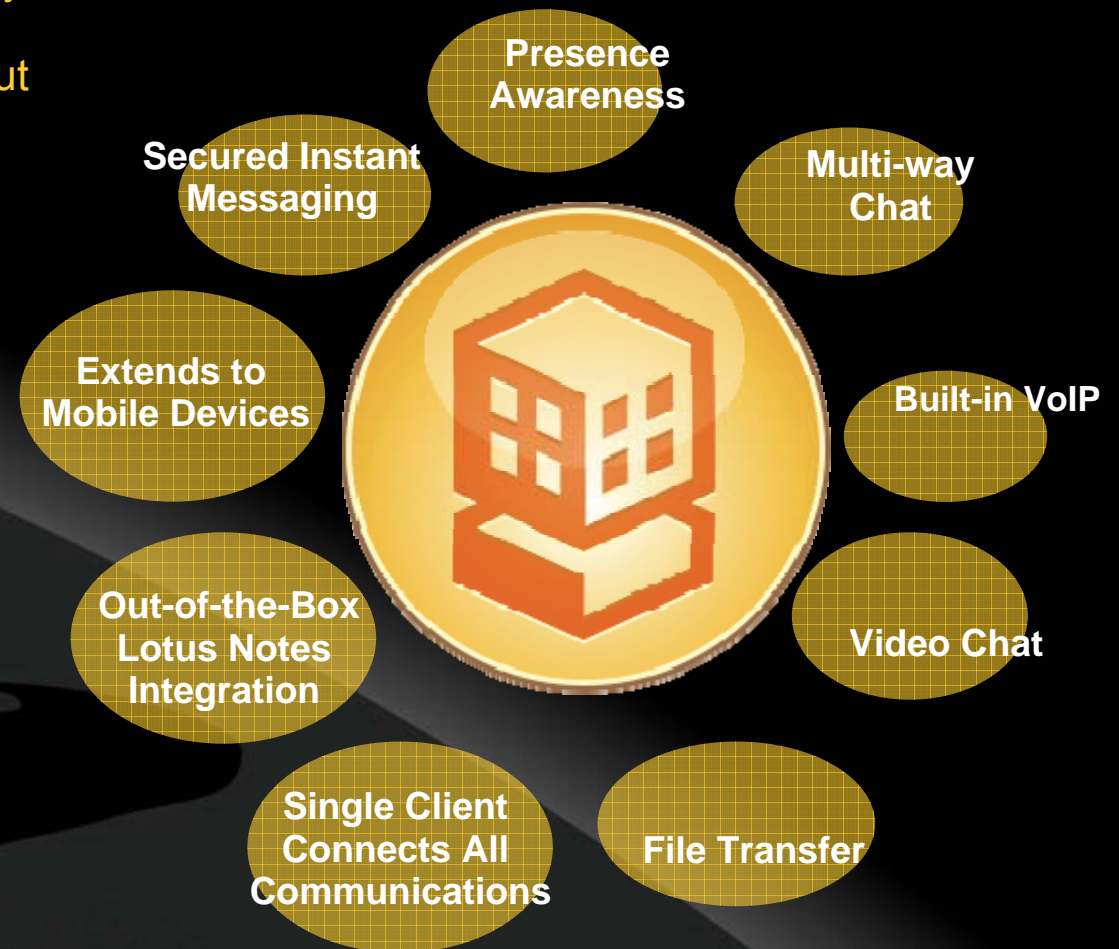 Presence
Awareness
Secured Instant
Messaging
Multi-way
Chat
Extends to
Mobile Devices
Built-in VoIP
Out-of-the-Box
Lotus Notes
Integration
Video Chat
Single Client
Connects All
Communications
File Transfer